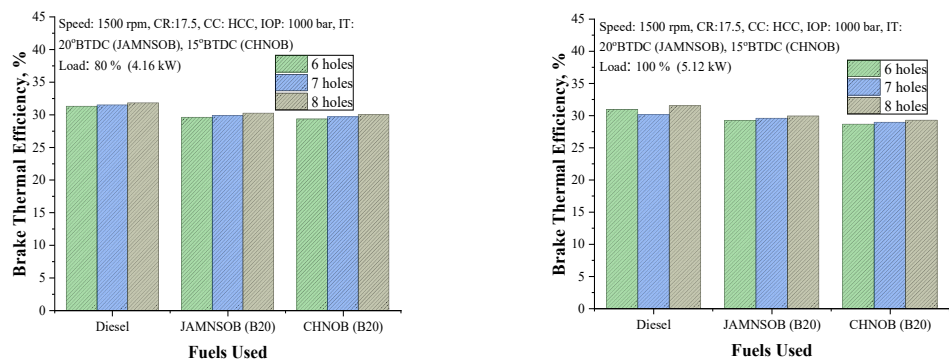 Speed: 1500 rpm, CR:17.5, CC: HCC, IOP: 1000 bar, IT:
20°BTDC (JAMNSOB), 15°BTDC (CHNOB)
Load: 80 % (4.16 kW)
6 holes
7 holes
8 holes
Brake Thermal Efficiency, %
45
40
35
30
25
20
15
10
5
0
Diesel
JAMNSOB (B20)
CHNOB (B20)
Fuels Used
Speed: 1500 rpm, CR:17.5, CC: HCC, IOP: 1000 bar, IT:
20°BTDC (JAMNSOB), 15°BTDC (CHNOB)
Load: 100 % (5.12 kW)
6 holes
7 holes
8 holes
Brake Thermal Efficiency, %
45
40
35
30
25
20
15
10
5
0
Diesel
JAMNSOB (B20)
CHNOB (B20)
Fuels Used